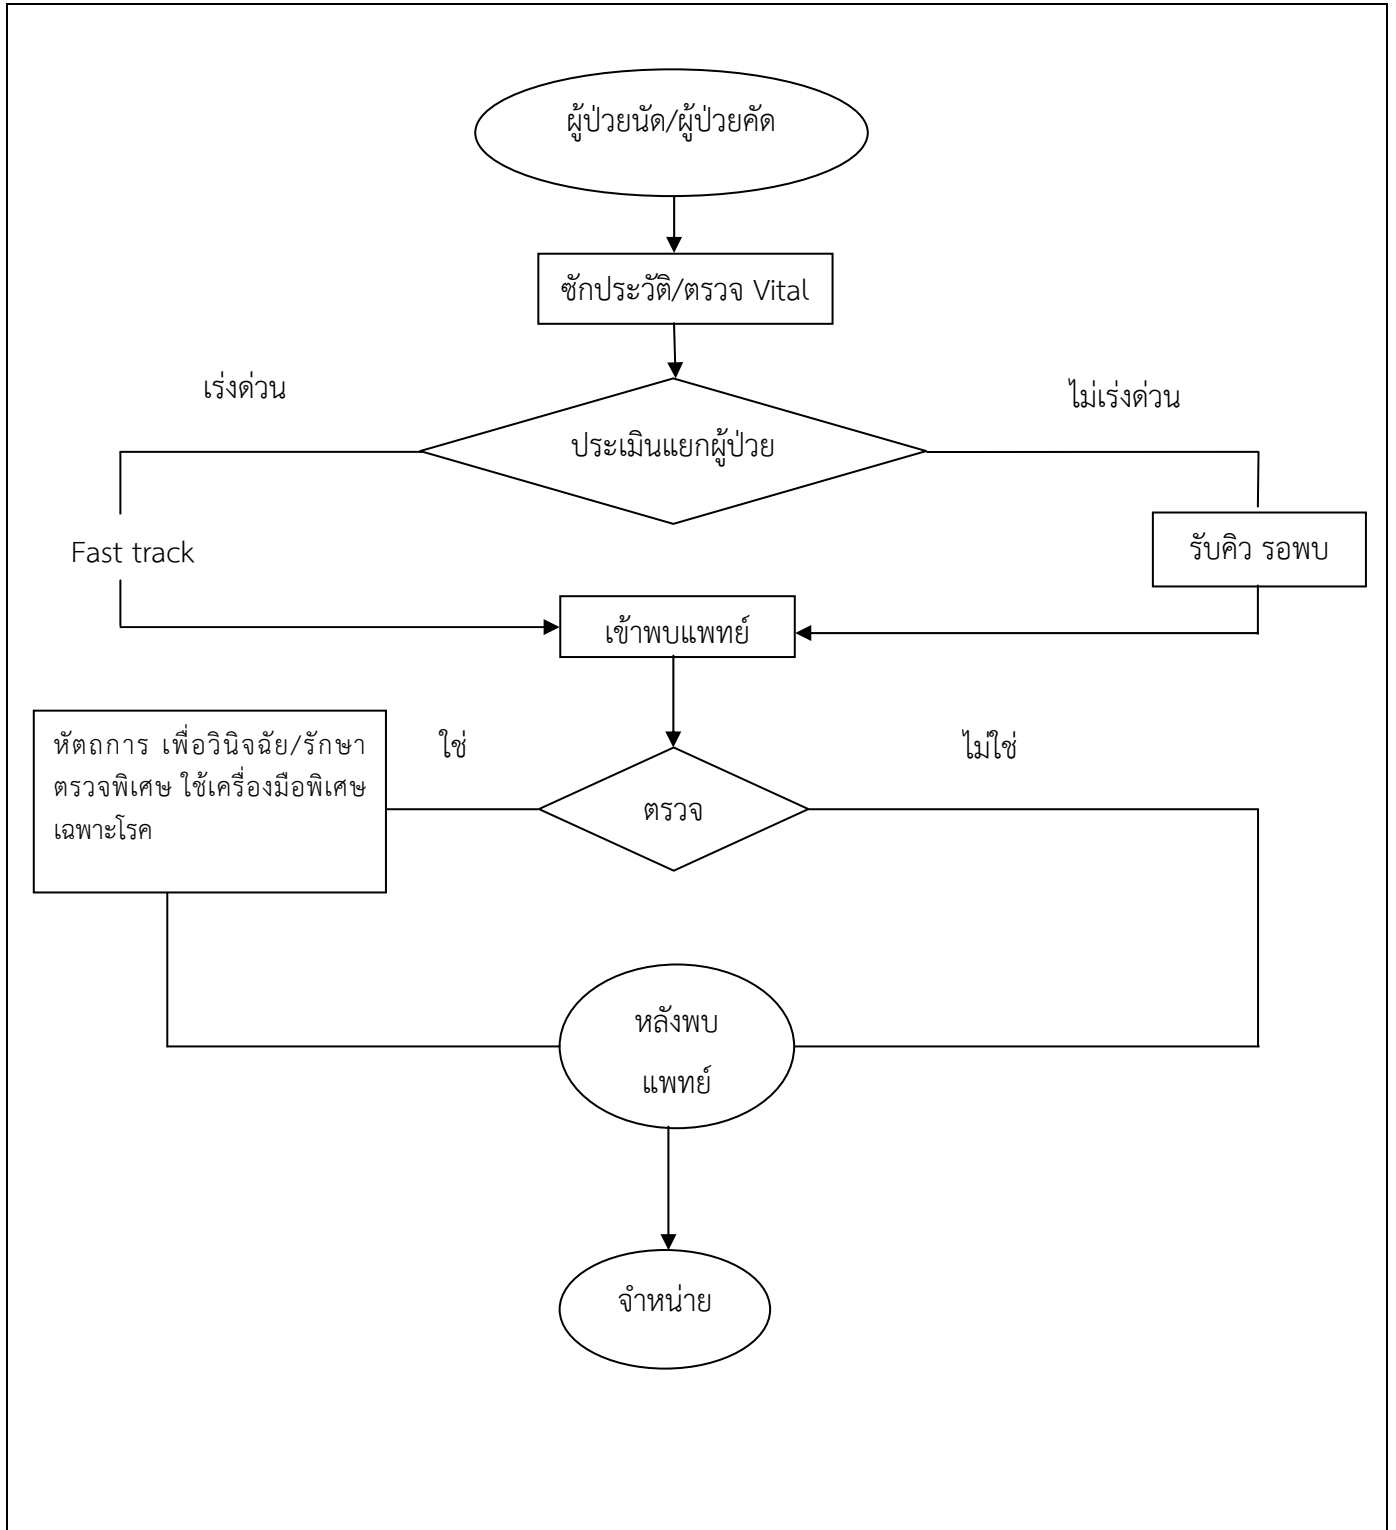 ผู้ป่วยนัด/ผู้ป่วยคัด
ซักประวัติ/ตรวจ Vital
เร่งด่วน
ไม่เร่งด่วน
ประเมินแยกผู้ป่วย
Fast track
รับคิว รอพบ
เข้าพบแพทย์
หัตถการ เพื่อวินิจฉัย/รักษา
ตรวจพิเศษ ใช้เครื่องมือพิเศษ
เฉพาะโรค
ใช่
ไม่ใช่
ตรวจ
หลังพบ
แพทย์
จำหน่าย